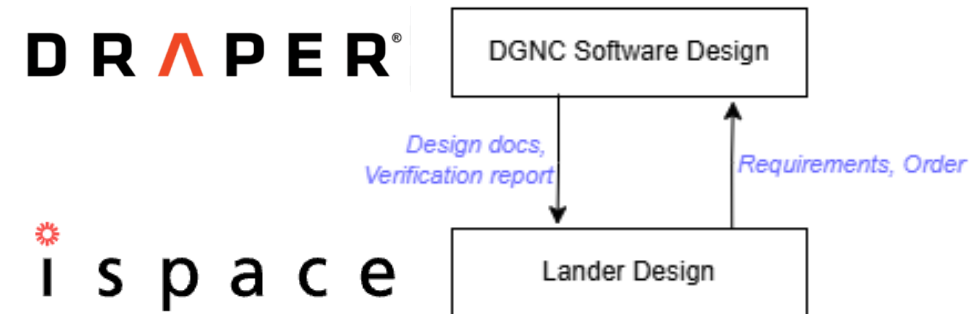 DRAPER®
DGNC Software Design
Design docs,
Verification report
Requirements, Order
ispace
Lander Design